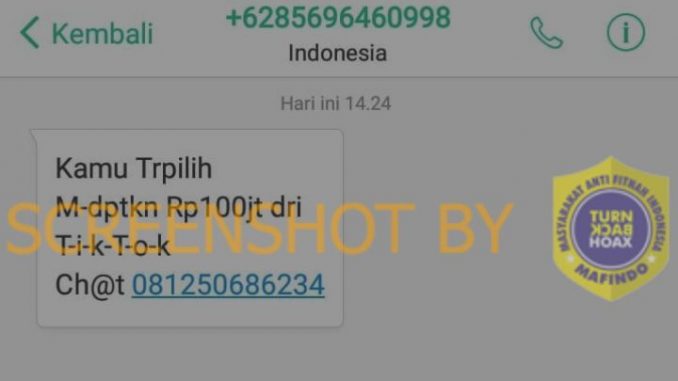 Kembali
+6285696460998
Indonesia
Hari ini 14.24
Kamu Trpilih
M-dptkn Rp100jt dri
T-i-k-T-o-k
Ch@t 081250686234
SCREENSHOT BY
MASYARAKAT ANTI FITNAH INDONESIA
TURN
BACK
HOAX
MAFINDO